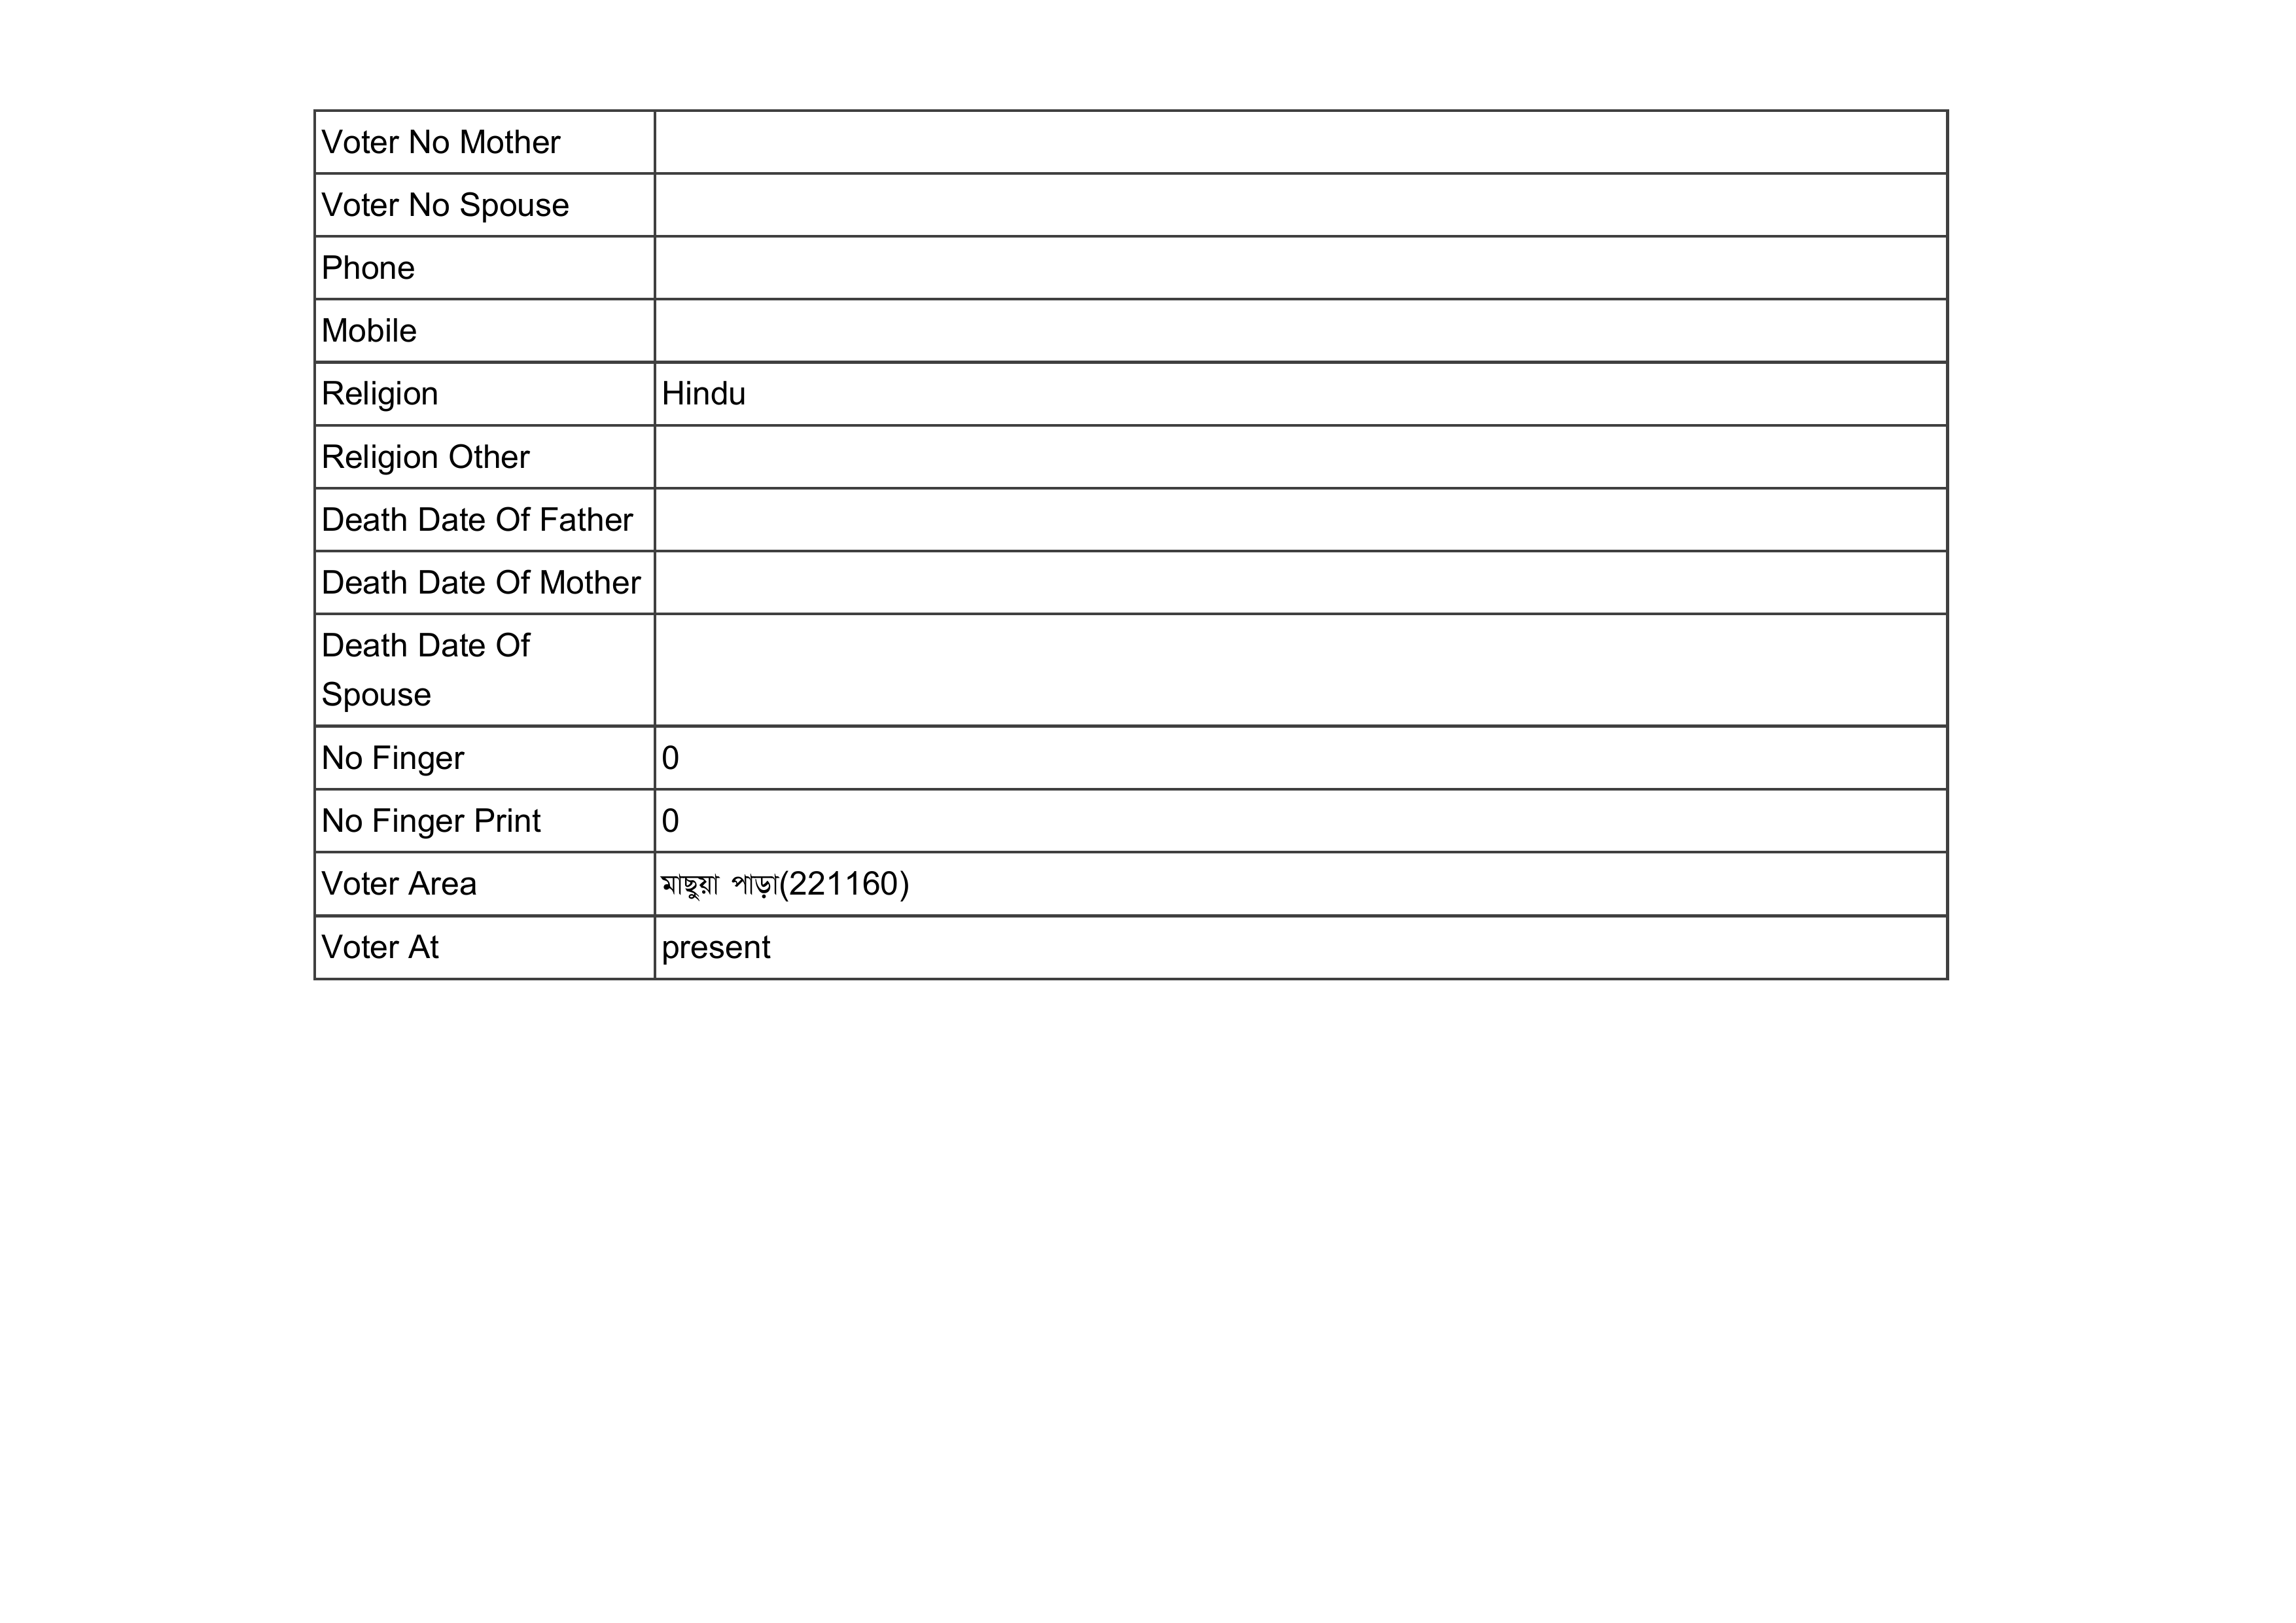 Voter No Mother
Voter No Spouse
Phone
Mobile
Religion Hindu
Religion Other
Death Date Of Father
Death Date Of Mother
Death Date Of
Spouse
No Finger 0
No Finger Print 0
Voter Area মাছুয়া পাড়া(221160)
Voter At present